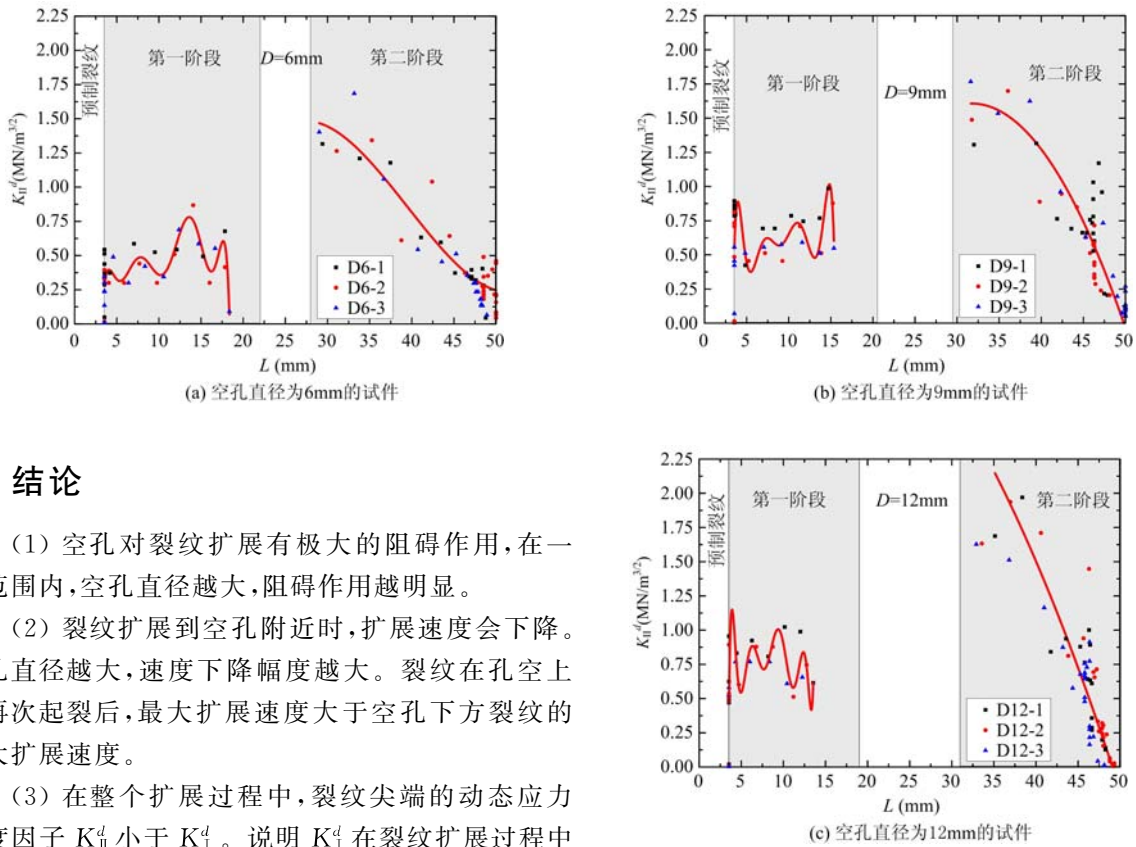 2.25
2.00
1.75
1.50
1.25
1.00
0.75
0.50
0.25
0.00
K_II^d(MN/m^{3/2})
预制裂纹
第一阶段
D=6mm
第二阶段
D6-1
D6-2
D6-3
0 5 10 15 20 25 30 35 40 45 50
L (mm)
(a) 空孔直径为6mm的试件
2.25
2.00
1.75
1.50
1.25
1.00
0.75
0.50
0.25
0.00
K_II^d(MN/m^{3/2})
预制裂纹
第一阶段
D=9mm
第二阶段
D9-1
D9-2
D9-3
0 5 10 15 20 25 30 35 40 45 50
L (mm)
(b) 空孔直径为9mm的试件
结论
(1) 空孔对裂纹扩展有极大的阻碍作用,在一
范围内,空孔直径越大,阻碍作用越明显。
(2) 裂纹扩展到空孔附近时,扩展速度会下降。
孔直径越大,速度下降幅度越大。裂纹在孔空上
再次起裂后,最大扩展速度大于空孔下方裂纹的
大扩展速度。
(3) 在整个扩展过程中,裂纹尖端的动态应力
度因子 K_II^d 小于 K_I^d 。说明 K_I^d 在裂纹扩展过程中
2.25
2.00
1.75
1.50
1.25
1.00
0.75
0.50
0.25
0.00
K_II^d(MN/m^{3/2})
预制裂纹
第一阶段
D=12mm
第二阶段
D12-1
D12-2
D12-3
0 5 10 15 20 25 30 35 40 45 50
L (mm)
(c) 空孔直径为12mm的试件